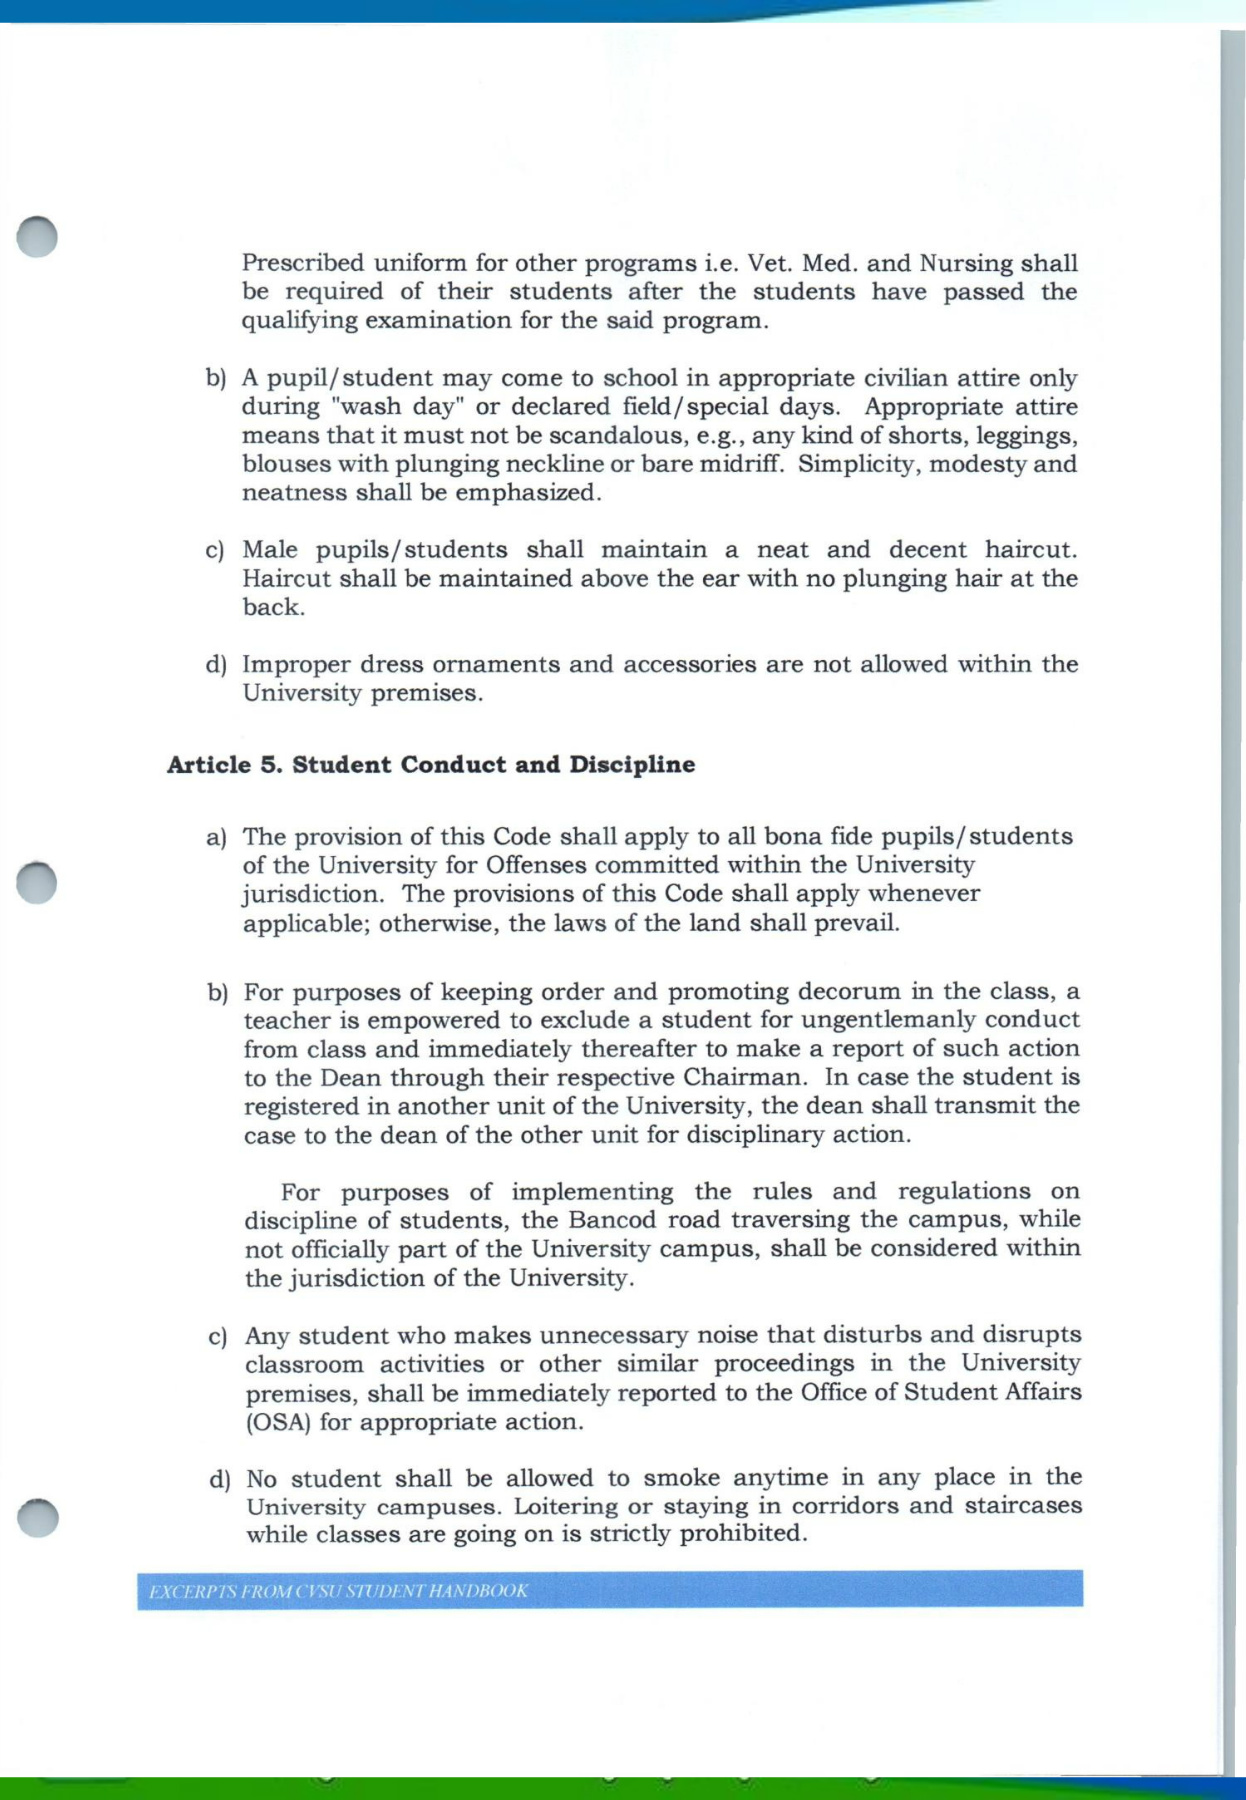 Prescribed uniform for other programs i.e. Vet. Med. and Nursing shall
be required of their students after the students have passed the
qualifying examination for the said program.
b) A pupil/student may come to school in appropriate civilian attire only
during "wash day" or declared field/special days. Appropriate attire
means that it must not be scandalous, e.g., any kind of shorts, leggings,
blouses with plunging neckline or bare midriff. Simplicity, modesty and
neatness shall be emphasized.
c) Male pupils/students shall maintain a neat and decent haircut.
Haircut shall be maintained above the ear with no plunging hair at the
back.
d) Improper dress ornaments and accessories are not allowed within the
University premises.
Article 5. Student Conduct and Discipline
a) The provision of this Code shall apply to all bona fide pupils/students
of the University for Offenses committed within the University
jurisdiction. The provisions of this Code shall apply whenever
applicable; otherwise, the laws of the land shall prevail.
b) For purposes of keeping order and promoting decorum in the class, a
teacher is empowered to exclude a student for ungentlemanly conduct
from class and immediately thereafter to make a report of such action
to the Dean through their respective Chairman. In case the student is
registered in another unit of the University, the dean shall transmit the
case to the dean of the other unit for disciplinary action.
For purposes of implementing the rules and regulations on
discipline of students, the Bancod road traversing the campus, while
not officially part of the University campus, shall be considered within
the jurisdiction of the University.
c) Any student who makes unnecessary noise that disturbs and disrupts
classroom activities or other similar proceedings in the University
premises, shall be immediately reported to the Office of Student Affairs
(OSA) for appropriate action.
d) No student shall be allowed to smoke anytime in any place in the
University campuses. Loitering or staying in corridors and staircases
while classes are going on is strictly prohibited.
EXCERPTS FROM CVSU STUDENT HANDBOOK